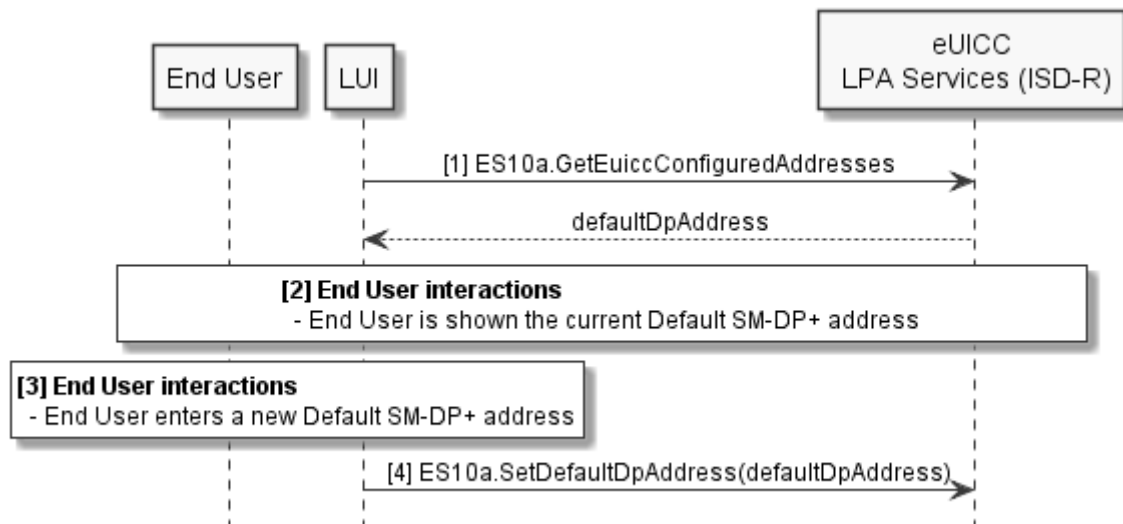 End User
LUI
eUICC
LPA Services (ISD-R)
[1] ES10a.GetEuiccConfiguredAddresses
defaultDpAddress
[2] End User interactions
- End User is shown the current Default SM-DP+ address
[3] End User interactions
- End User enters a new Default SM-DP+ address
[4] ES10a.SetDefaultDpAddress(defaultDpAddress)